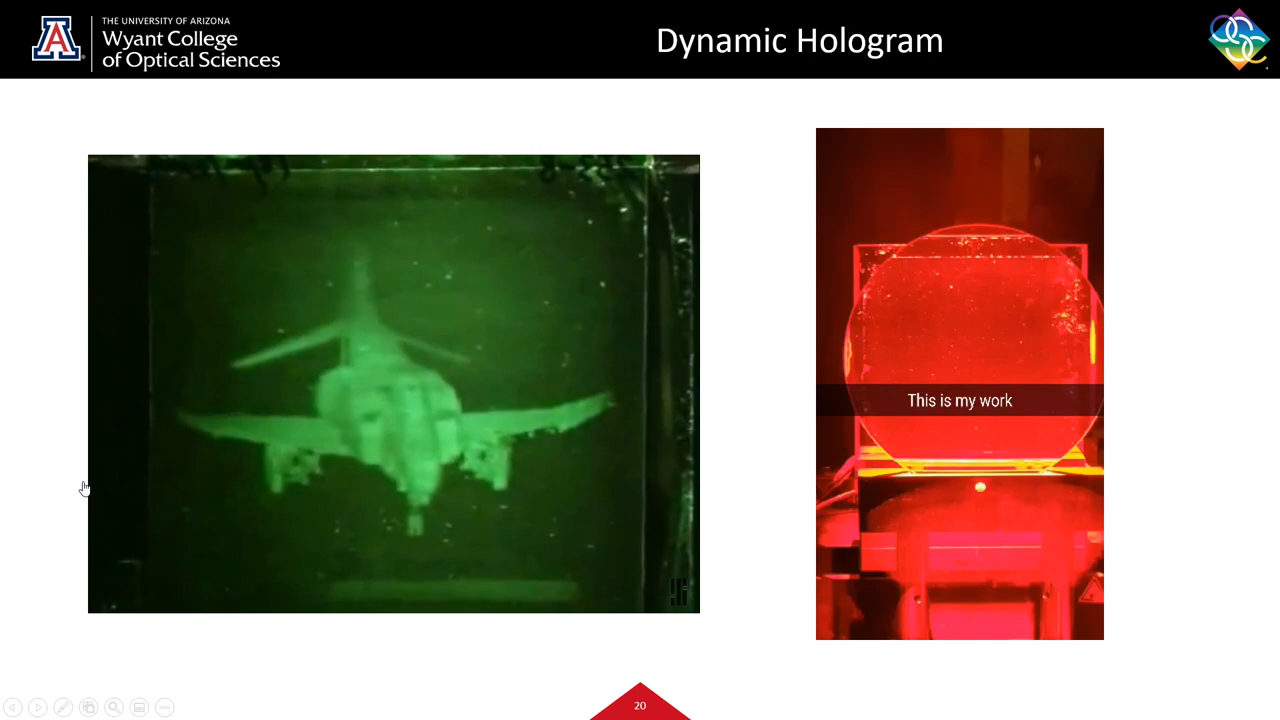 THE UNIVERSITY OF ARIZONA
Wyant College
of Optical Sciences
Dynamic Hologram
This is my work
20